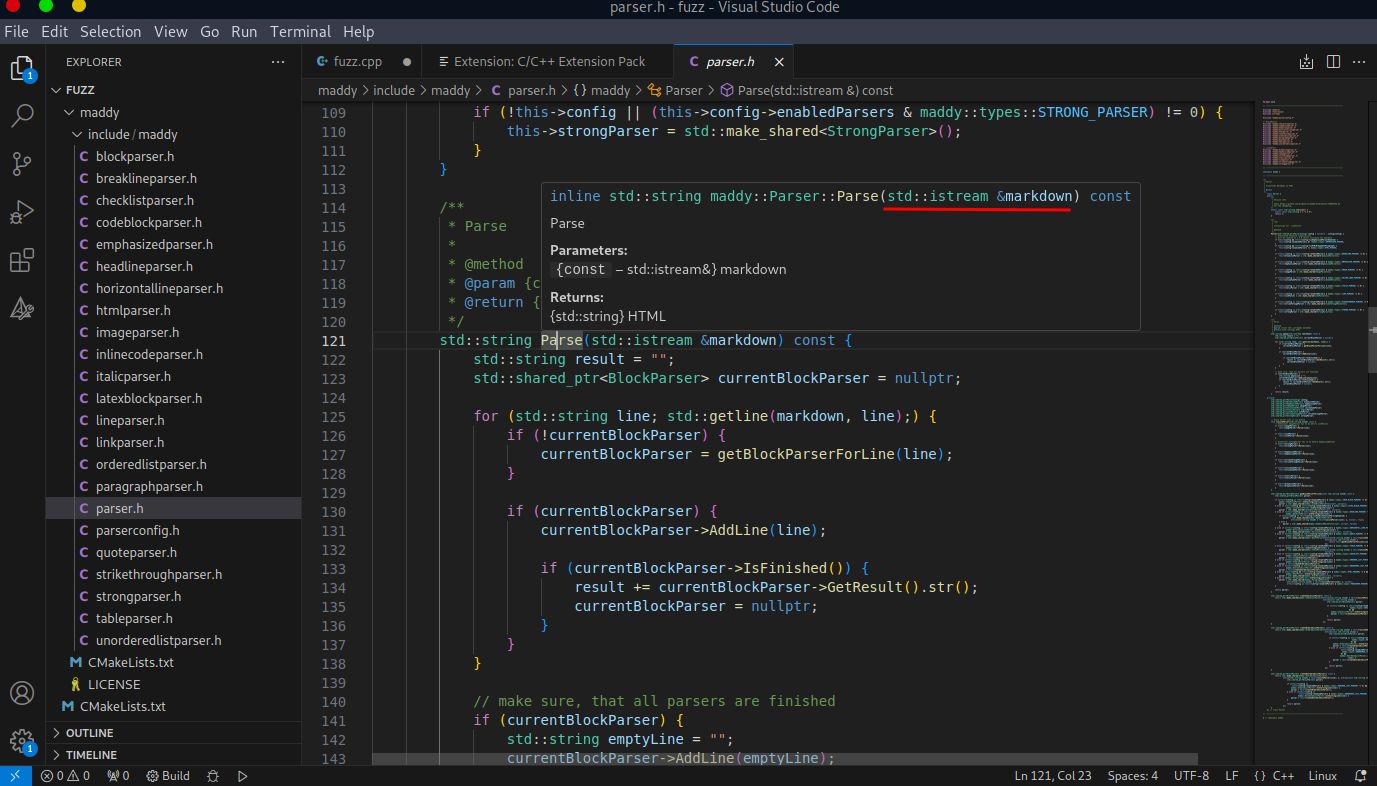 parser.h - fuzz - Visual Studio Code
File Edit Selection View Go Run Terminal Help
EXPLORER
fuzz.cpp
Extension: C/C++ Extension Pack
parser.h
maddy > include > maddy > C parser.h > {} maddy > Parser > Parse(std::istream &) const
FUZZ
maddy
include / maddy
C blockparser.h
C breaklineparser.h
C checklistparser.h
C codeblockparser.h
C emphasizedparser.h
C headlineparser.h
C horizontallineparser.h
C htmlparser.h
C imageparser.h
C inlinecodeparser.h
C italicparser.h
C latexblockparser.h
C lineparser.h
C linkparser.h
C orderedlistparser.h
C paragraphparser.h
C parser.h
C parserconfig.h
C quoteparser.h
C strikethroughparser.h
C strongparser.h
C tableparser.h
C unorderedlistparser.h
M CMakeLists.txt
LICENSE
M CMakeLists.txt
OUTLINE
TIMELINE
1
1
109 if (!this->config || (this->config->enabledParsers & maddy::types::STRONG_PARSER) != 0) {
110 this->strongParser = std::make_shared<StrongParser>();
111 }
112 }
113
114 /**
115 * Parse
116 *
117 * @method
118 * @param {c
119 * @return {
120 */
inline std::string maddy::Parser::Parse(std::istream &markdown) const
Parse
Parameters:
{const – std::istream&} markdown
Returns:
{std::string} HTML
121 std::string Parse(std::istream &markdown) const {
122 std::string result = "";
123 std::shared_ptr<BlockParser> currentBlockParser = nullptr;
124
125 for (std::string line; std::getline(markdown, line);) {
126 if (!currentBlockParser) {
127 currentBlockParser = getBlockParserForLine(line);
128 }
129
130 if (currentBlockParser) {
131 currentBlockParser->AddLine(line);
132
133 if (currentBlockParser->IsFinished()) {
134 result += currentBlockParser->GetResult().str();
135 currentBlockParser = nullptr;
136 }
137 }
138 }
139
140 // make sure, that all parsers are finished
141 if (currentBlockParser) {
142 std::string emptyLine = "";
143 currentBlockParser->AddLine(emptyLine);
0 0 0 Build Ln 121, Col 23 Spaces: 4 UTF-8 LF {} C++ Linux